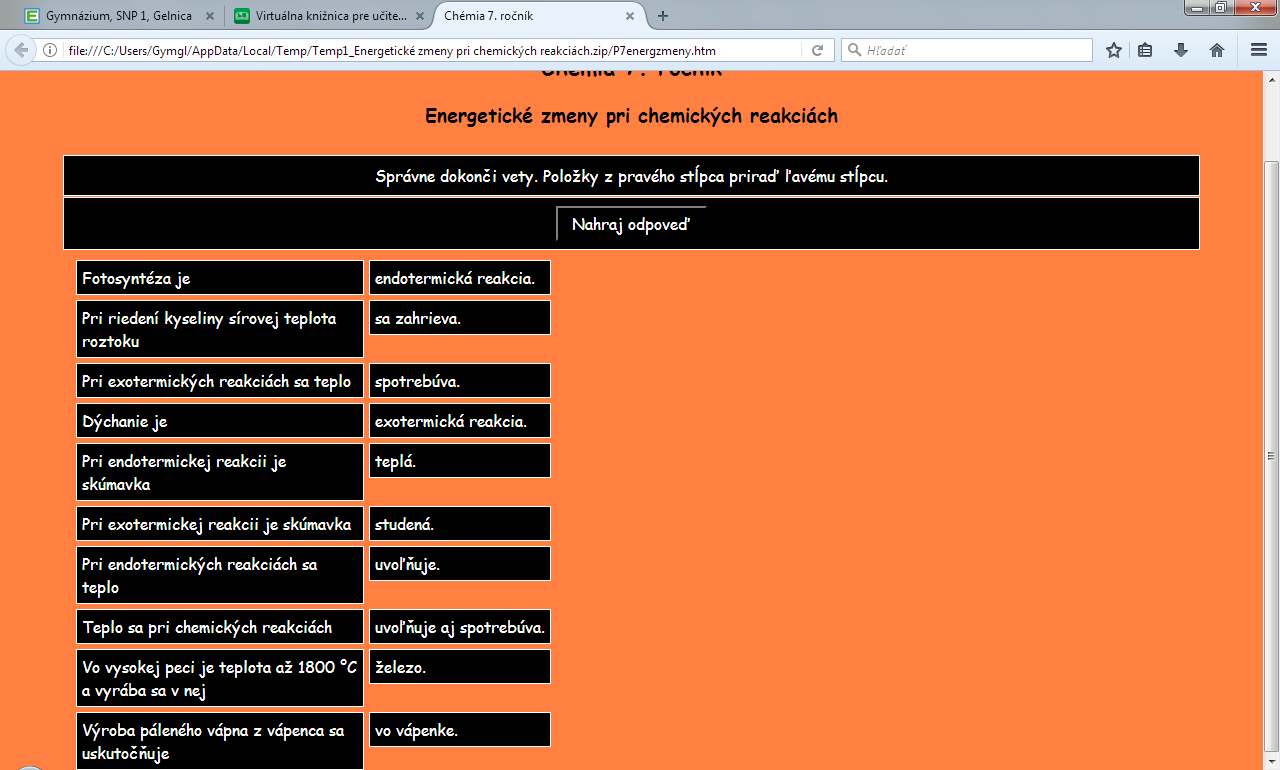 Gymnázium, SNP 1, Gelnica
Virtuálna knižnica pre učite...
Chémia 7. ročník
file:///C:/Users/Gymgl/AppData/Local/Temp/Temp1_Energetické zmeny pri chemických reakciách.zip/P7energzmeny.htm
Hľadať
Chémia 7. ročník
Energetické zmeny pri chemických reakciách
Správne dokonči vety. Položky z pravého stĺpca priraď ľavému stĺpcu.
Nahraj odpoveď
Fotosyntéza je
endotermická reakcia.
Pri riedení kyseliny sírovej teplota
roztoku
sa zahrieva.
Pri exotermických reakciách sa teplo
spotrebúva.
Dýchanie je
exotermická reakcia.
Pri endotermickej reakcii je
skúmavka
teplá.
Pri exotermickej reakcii je skúmavka
studená.
Pri endotermických reakciách sa
teplo
uvoľňuje.
Teplo sa pri chemických reakciách
uvoľňuje aj spotrebúva.
Vo vysokej peci je teplota až 1800 °C
a vyrába sa v nej
železo.
Výroba páleného vápna z vápenca sa
uskutočňuje
vo vápenke.